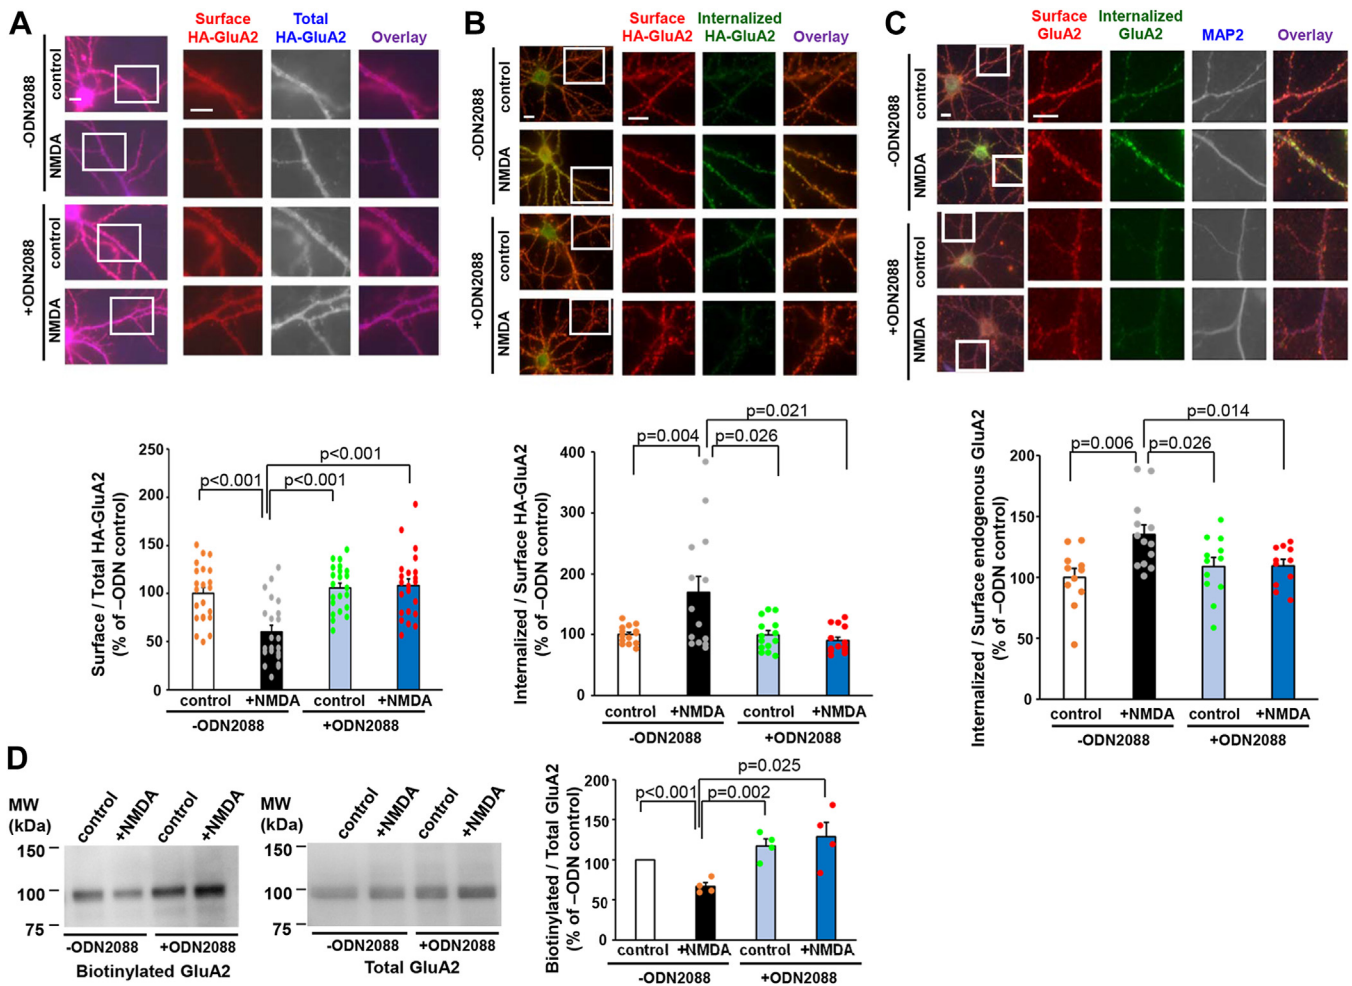 A
Surface
HA-GluA2
Total
HA-GluA2
Overlay
-ODN2088
control
NMDA
+ODN2088
control
NMDA
B
Surface
HA-GluA2
Internalized
HA-GluA2
Overlay
-ODN2088
control
NMDA
+ODN2088
control
NMDA
C
Surface
GluA2
Internalized
GluA2
MAP2
Overlay
-ODN2088
control
NMDA
+ODN2088
control
NMDA
Surface / Total HA-GluA2
(% of –ODN control)
250
200
150
100
50
0
p<0.001
p<0.001
p<0.001
control
+NMDA
control
+NMDA
-ODN2088
+ODN2088
Internalized / Surface HA-GluA2
(% of –ODN control)
400
300
200
100
0
p=0.021
p=0.004
p=0.026
control
+NMDA
control
+NMDA
-ODN2088
+ODN2088
Internalized / Surface endogenous GluA2
(% of –ODN control)
200
150
100
50
0
p=0.014
p=0.006
p=0.026
control
+NMDA
control
+NMDA
-ODN2088
+ODN2088
D
MW
(kDa)
control
+NMDA
control
+NMDA
150
100
75
-ODN2088
+ODN2088
Biotinylated GluA2
MW
(kDa)
control
+NMDA
control
+NMDA
150
100
75
-ODN2088
+ODN2088
Total GluA2
Biotinylated / Total GluA2
(% of –ODN control)
200
150
100
50
0
p=0.025
p<0.001
p=0.002
control
+NMDA
control
+NMDA
-ODN2088
+ODN2088